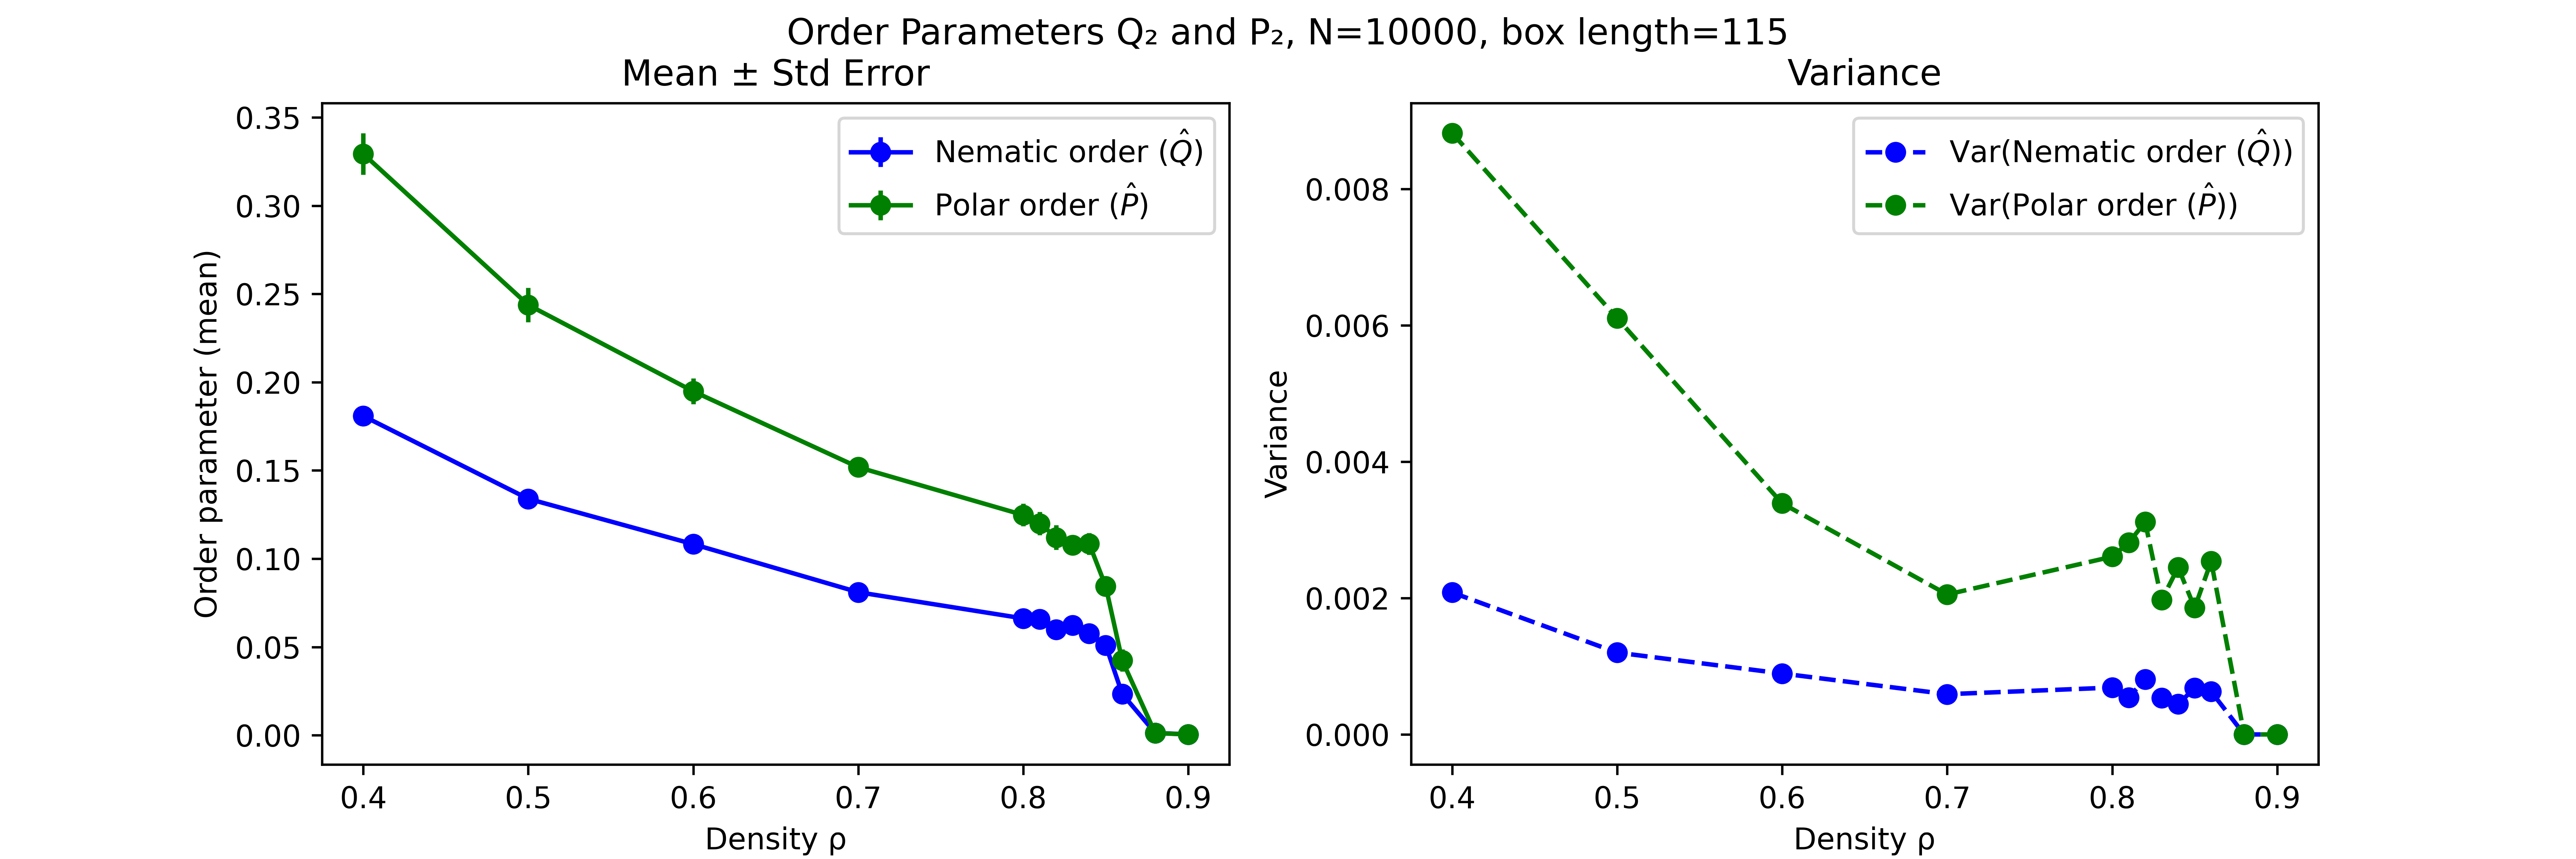 Order Parameters Q₂ and P₂, N=10000, box length=115
Mean ± Std Error
Order parameter (mean)
0.35
0.30
0.25
0.20
0.15
0.10
0.05
0.00
Nematic order (Q̂)
Polar order (P̂)
0.4 0.5 0.6 0.7 0.8 0.9
Density ρ
Variance
Variance
0.008
0.006
0.004
0.002
0.000
Var(Nematic order (Q̂))
Var(Polar order (P̂))
0.4 0.5 0.6 0.7 0.8 0.9
Density ρ